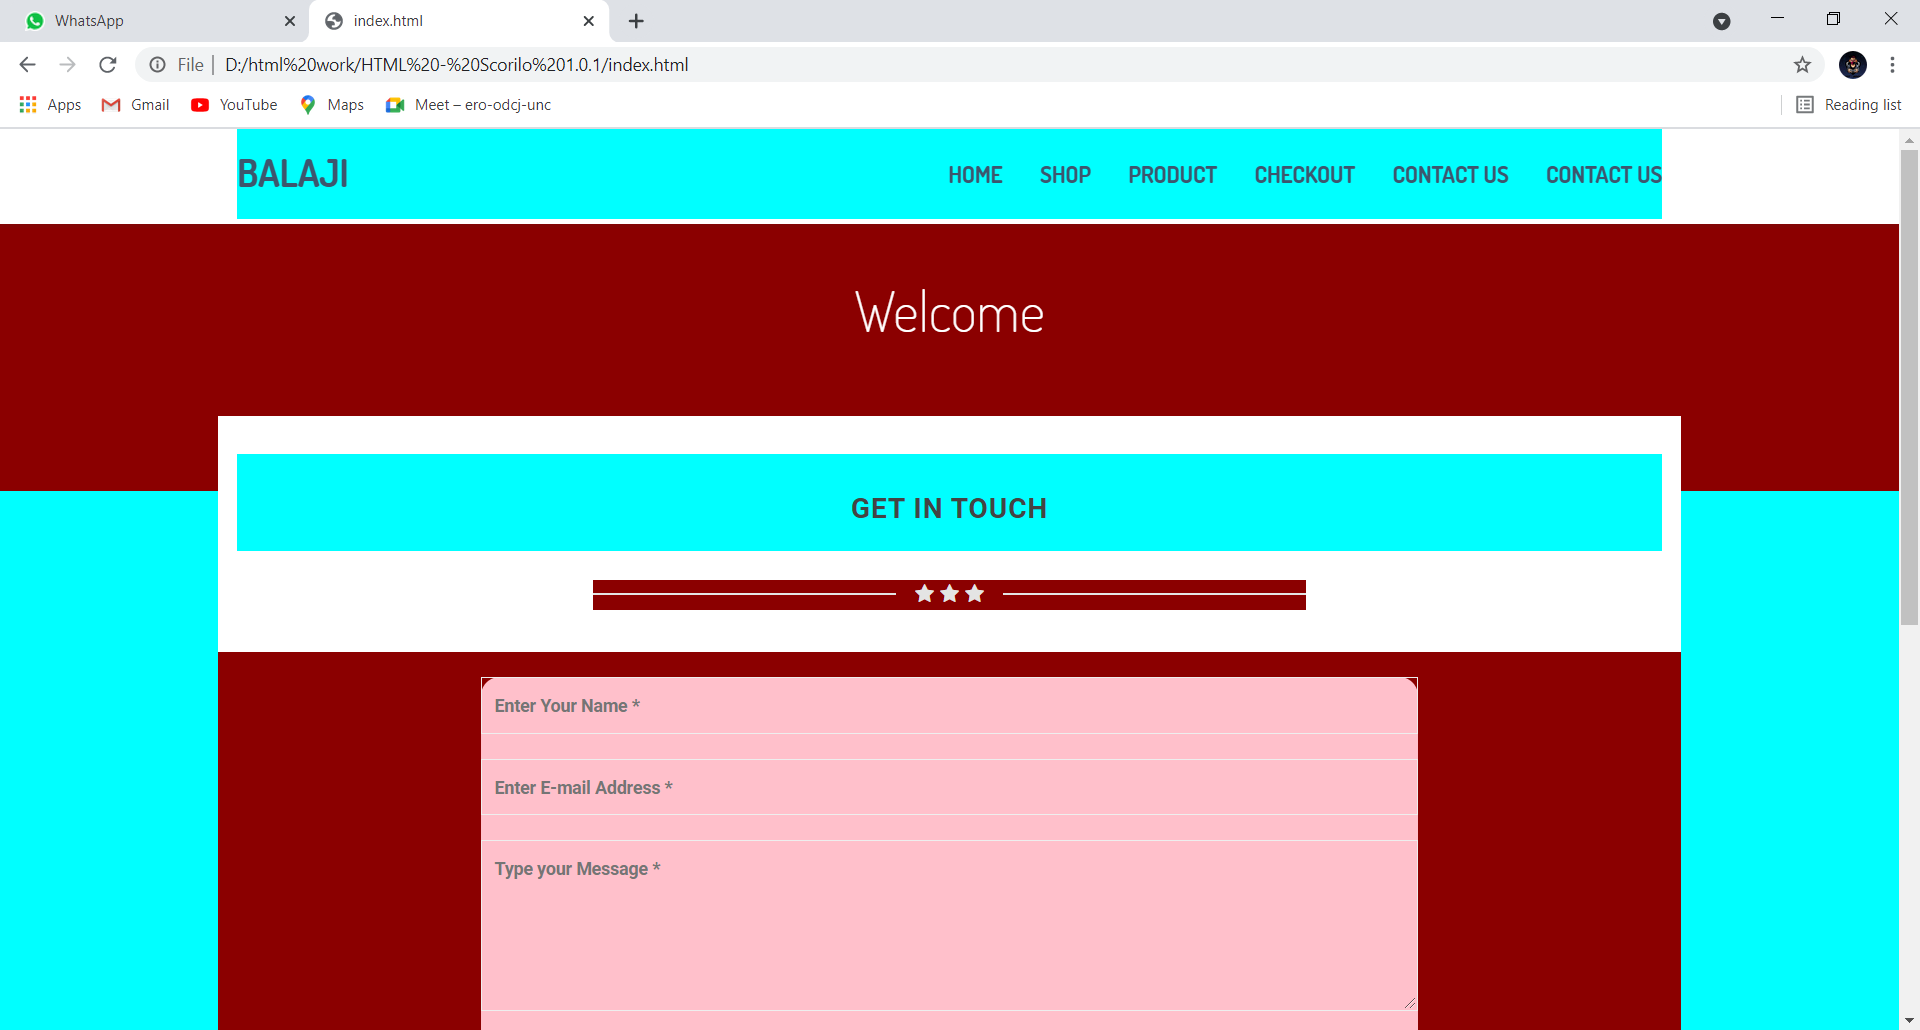 WhatsApp
index.html
File
D:/html%20work/HTML%20-%20Scorilo%201.0.1/index.html
Apps
Gmail
YouTube
Maps
Meet – ero-odcj-unc
Reading list
BALAJI
HOME
SHOP
PRODUCT
CHECKOUT
CONTACT US
CONTACT US
Welcome
GET IN TOUCH
Enter Your Name *
Enter E-mail Address *
Type your Message *